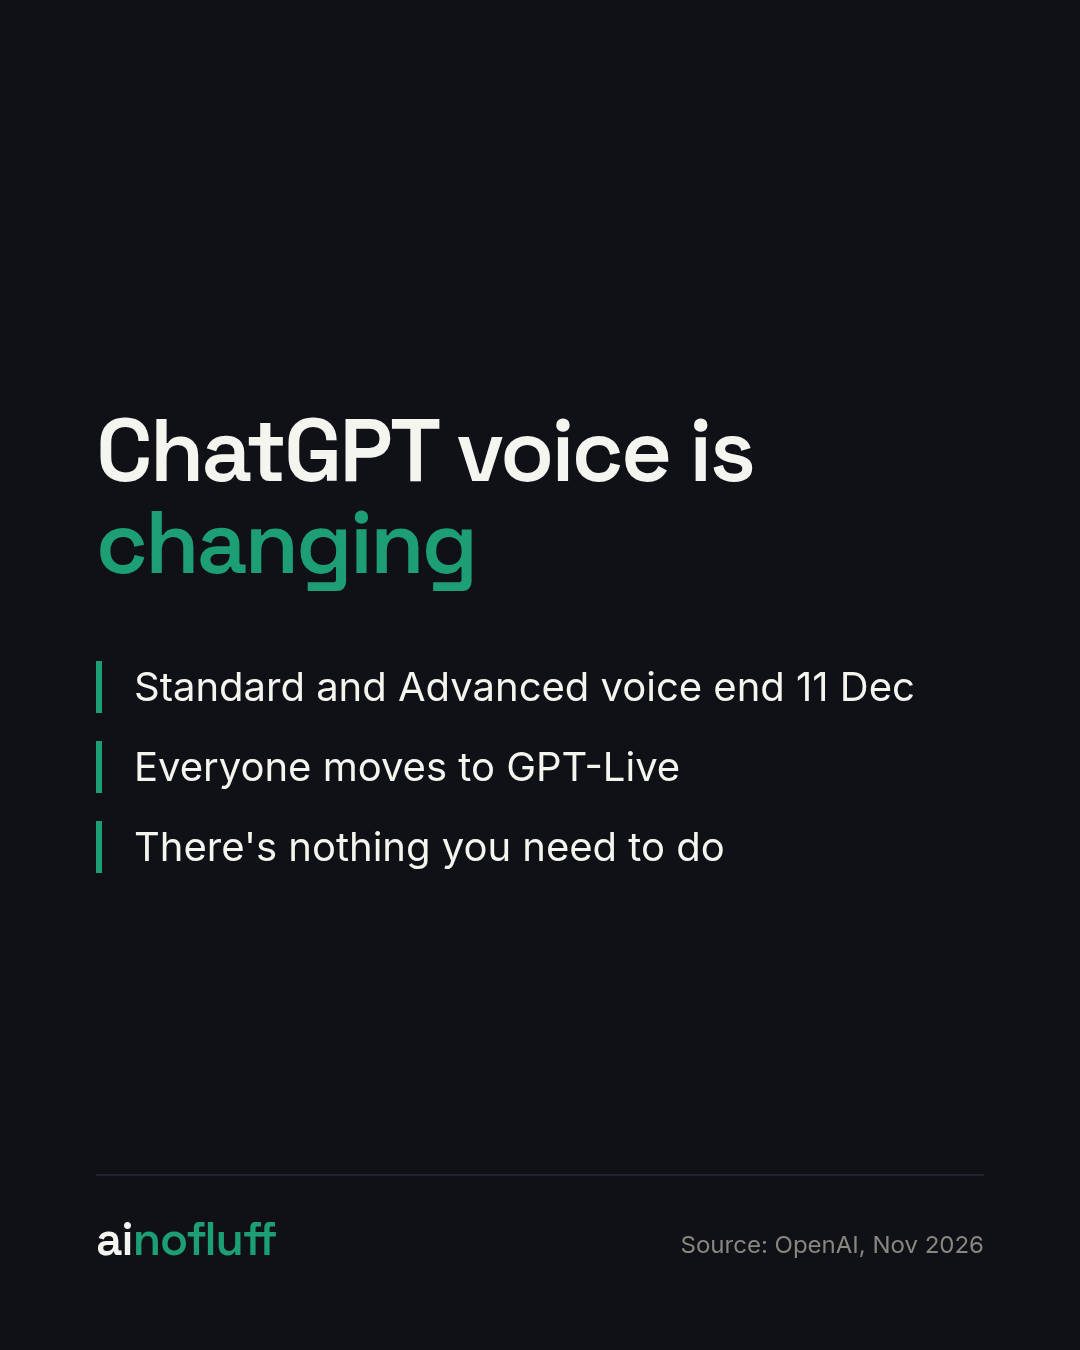 ChatGPT voice is
changing
Standard and Advanced voice end 11 Dec
Everyone moves to GPT-Live
There's nothing you need to do
ainofluff
Source: OpenAI, Nov 2026